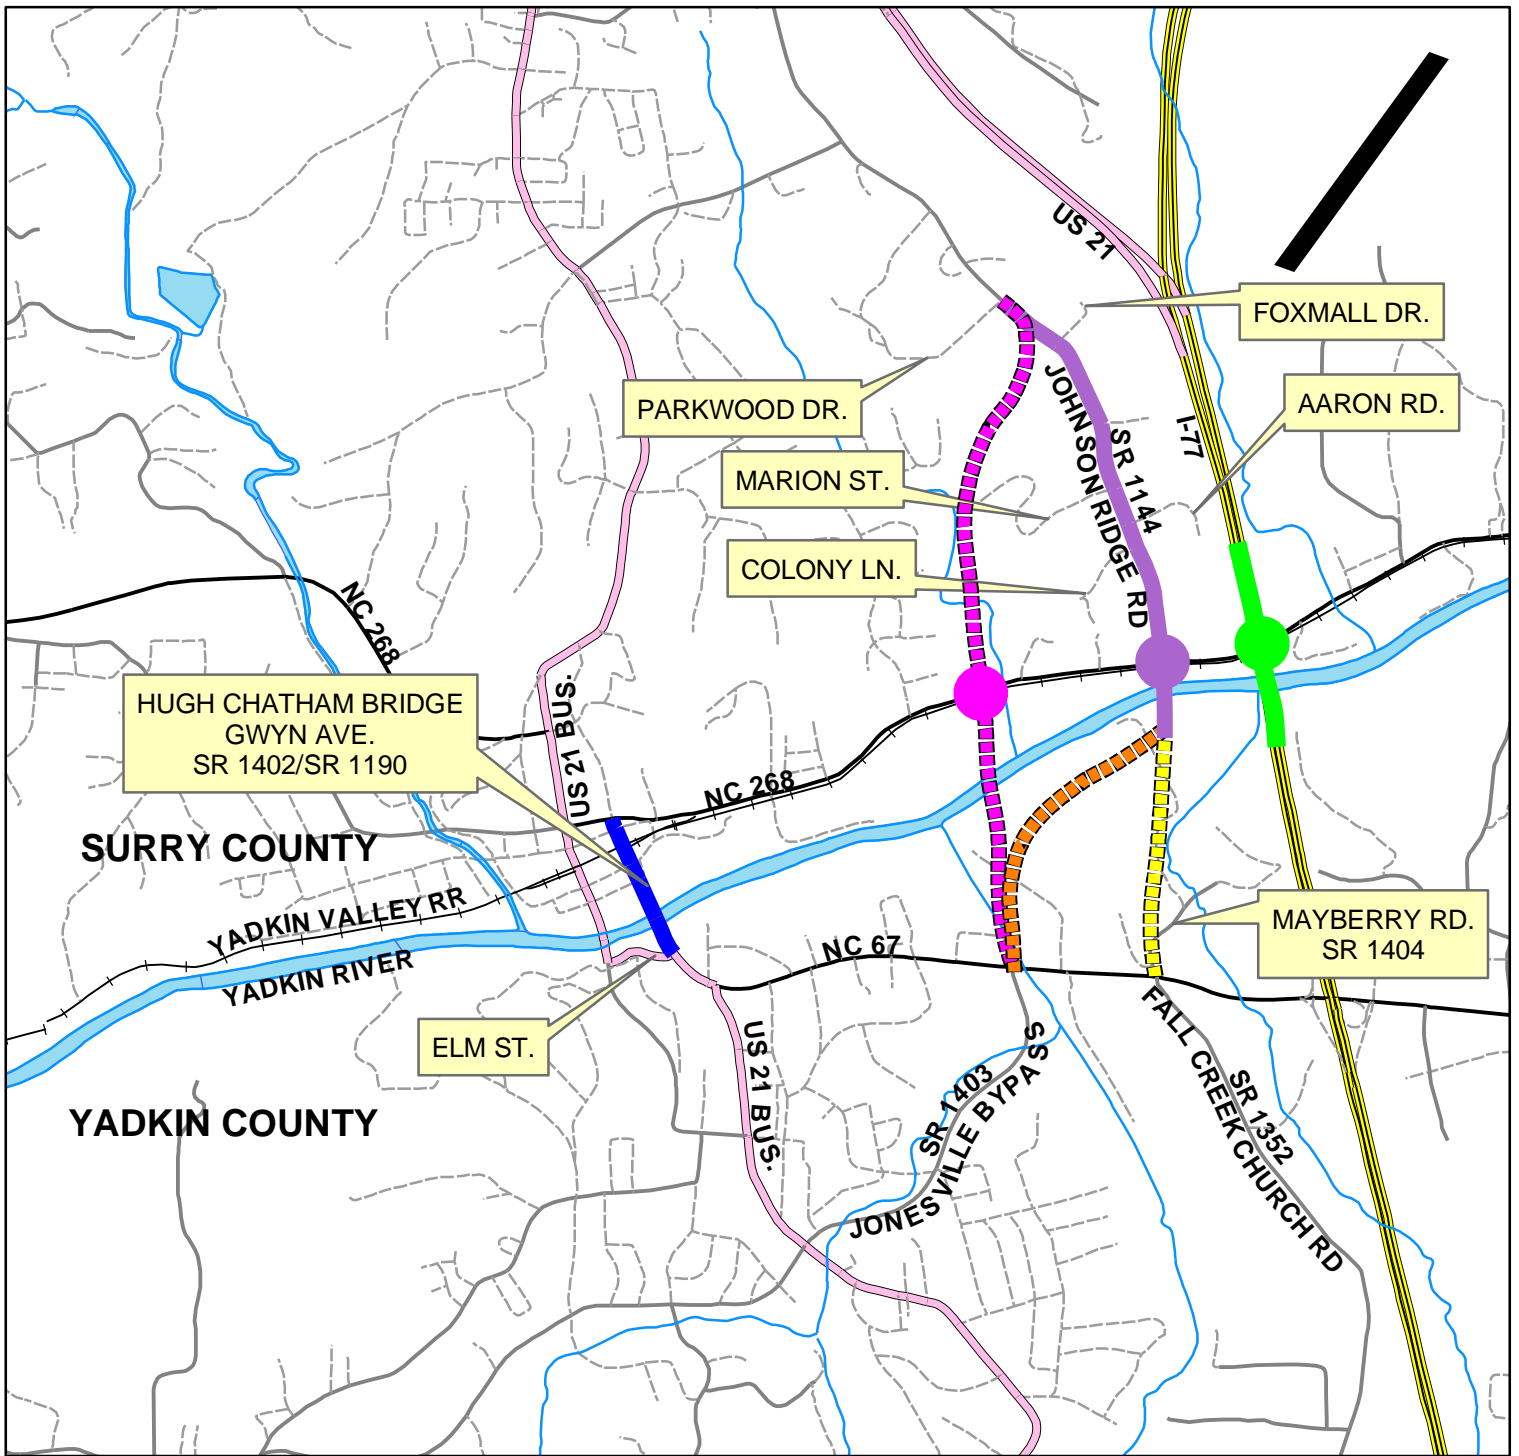 US 21
FOXMALL DR.
PARKWOOD DR.
AARON RD.
I-77
JOHNSON RIDGE RD
SR 1144
MARION ST.
COLONY LN.
NC 268
HUGH CHATHAM BRIDGE
GWYN AVE.
SR 1402/SR 1190
US 21 BUS.
NC 268
SURRY COUNTY
YADKIN VALLEY RR
YADKIN RIVER
NC 67
MAYBERRY RD.
SR 1404
ELM ST.
US 21 BUS.
YADKIN COUNTY
SR 1403
JONESVILLE BYPASS
FALL CREEK CHURCH RD
SR 1352